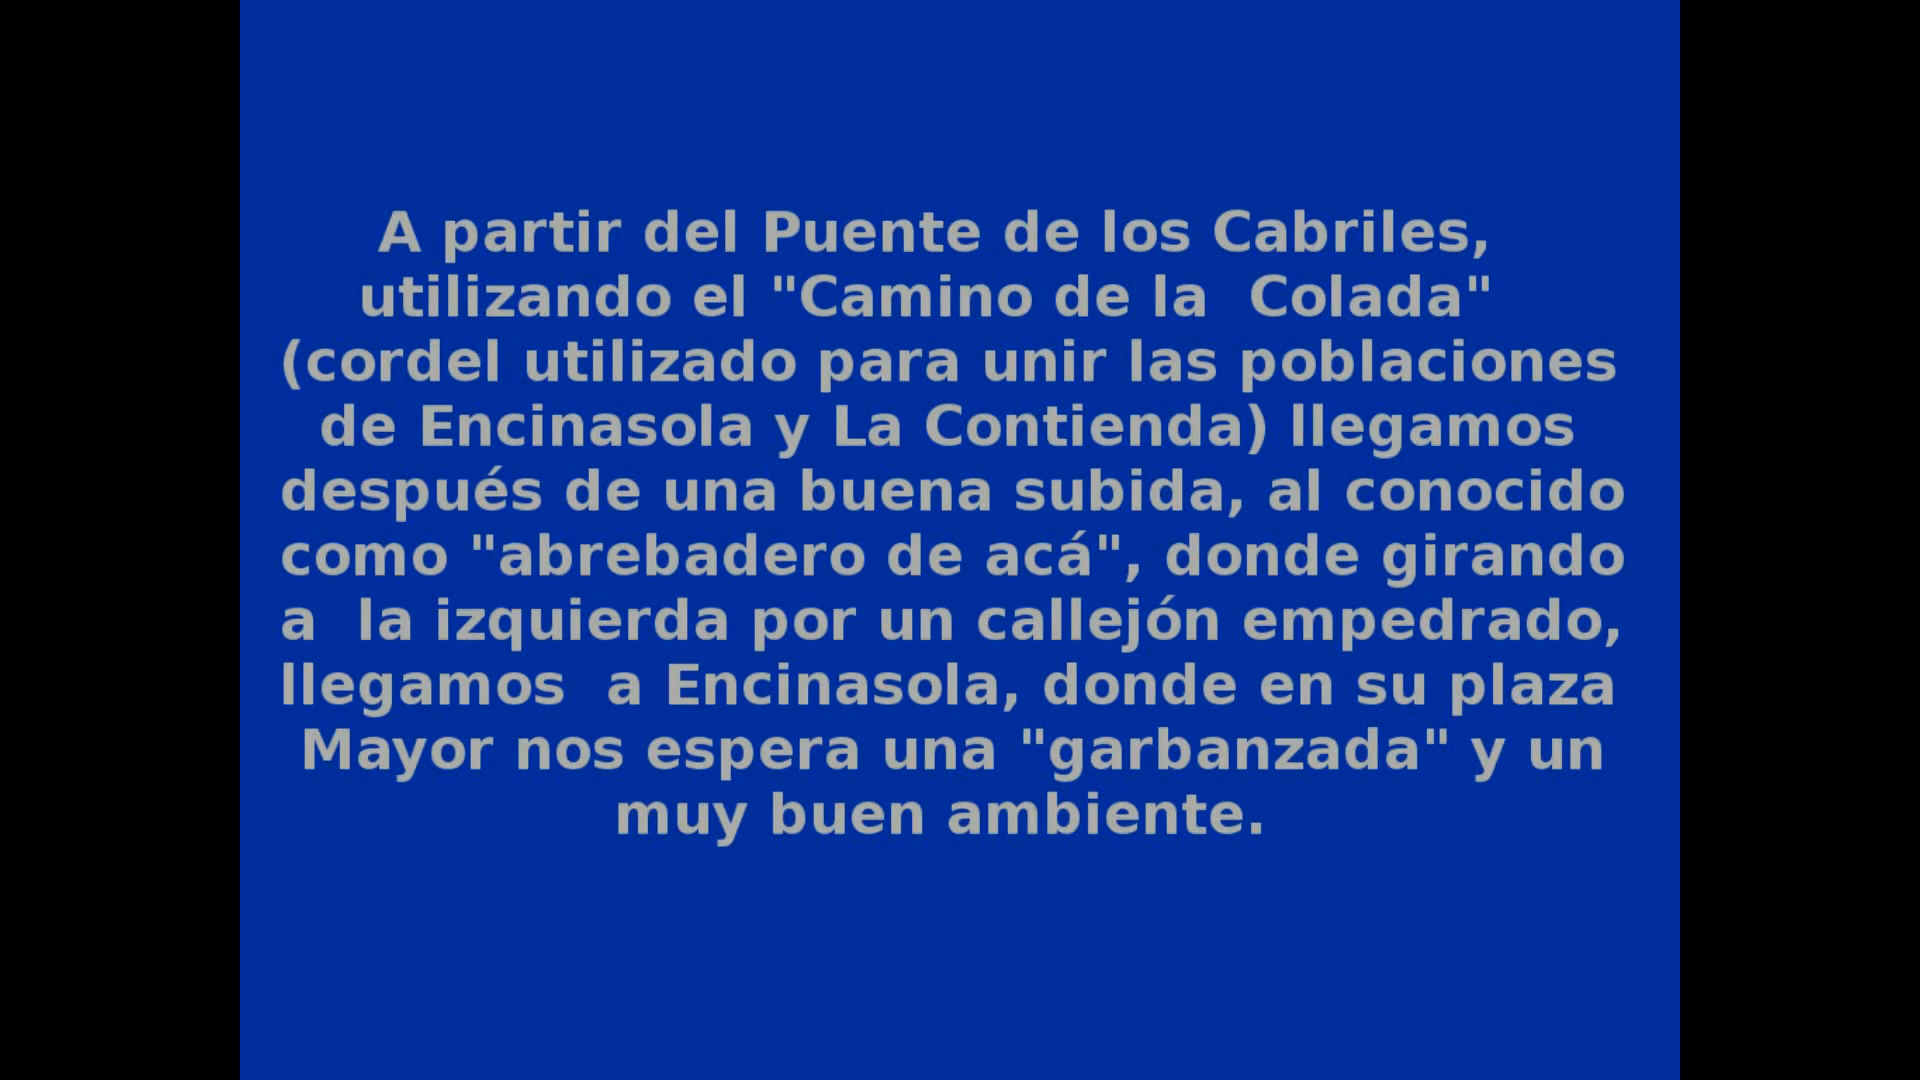 A partir del Puente de los Cabriles,
utilizando el "Camino de la  Colada"
(cordel utilizado para unir las poblaciones
de Encinasola y La Contienda) llegamos
después de una buena subida, al conocido
como "abrebadero de acá", donde girando
a  la izquierda por un callejón empedrado,
llegamos  a Encinasola, donde en su plaza
Mayor nos espera una "garbanzada" y un
muy buen ambiente.